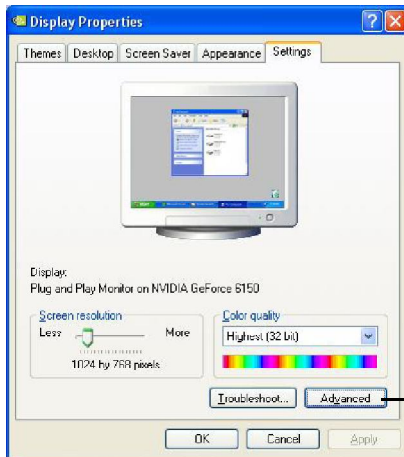 Display Properties
Themes Desktop Screen Saver Appearance Settings
Display:
Plug and Play Monitor on NVIDIA GeForce 6150
Screen resolution
Less More
1024 by 768 pixels
Color quality
Highest (32 bit)
Troubleshoot... Advanced
OK Cancel Apply